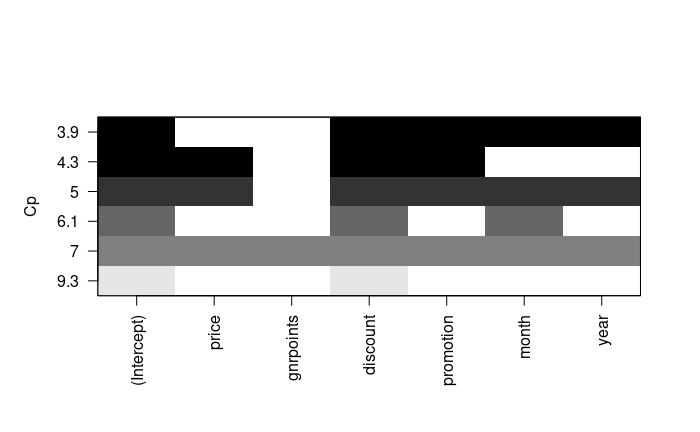 3.9
4.3
5
6.1
7
9.3
Cp
(Intercept)
price
gnrpoints
discount
promotion
month
year